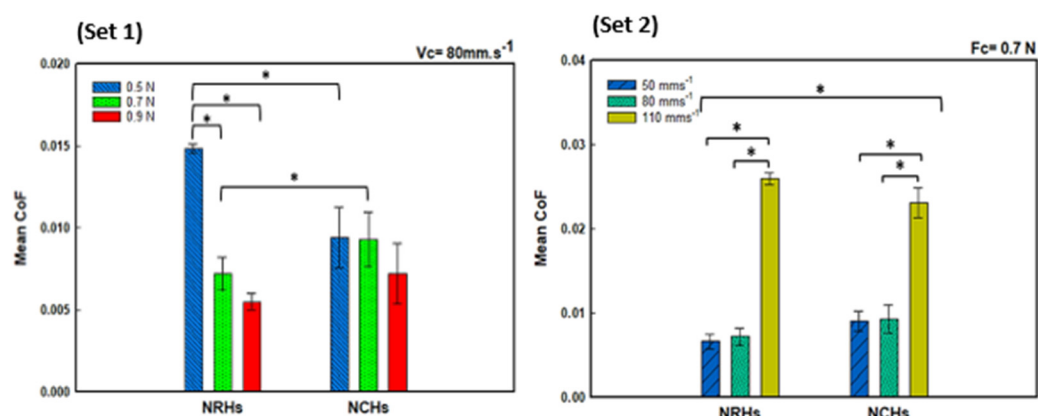 (Set 1)
Vc= 80mm.s-1
0.020
0.015
0.010
0.005
0.000
Mean CoF
0.5 N
0.7 N
0.9 N
*
*
*
*
NRHs
NCHs
(Set 2)
Fc= 0.7 N
0.04
0.03
0.02
0.01
0.00
Mean CoF
50 mms-1
80 mms-1
110 mms-1
*
*
*
*
*
NRHs
NCHs